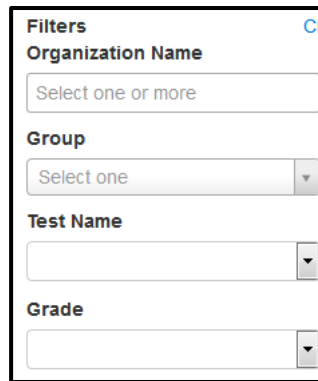 Filters
Organization Name
Select one or more
Group
Select one
Test Name
Grade